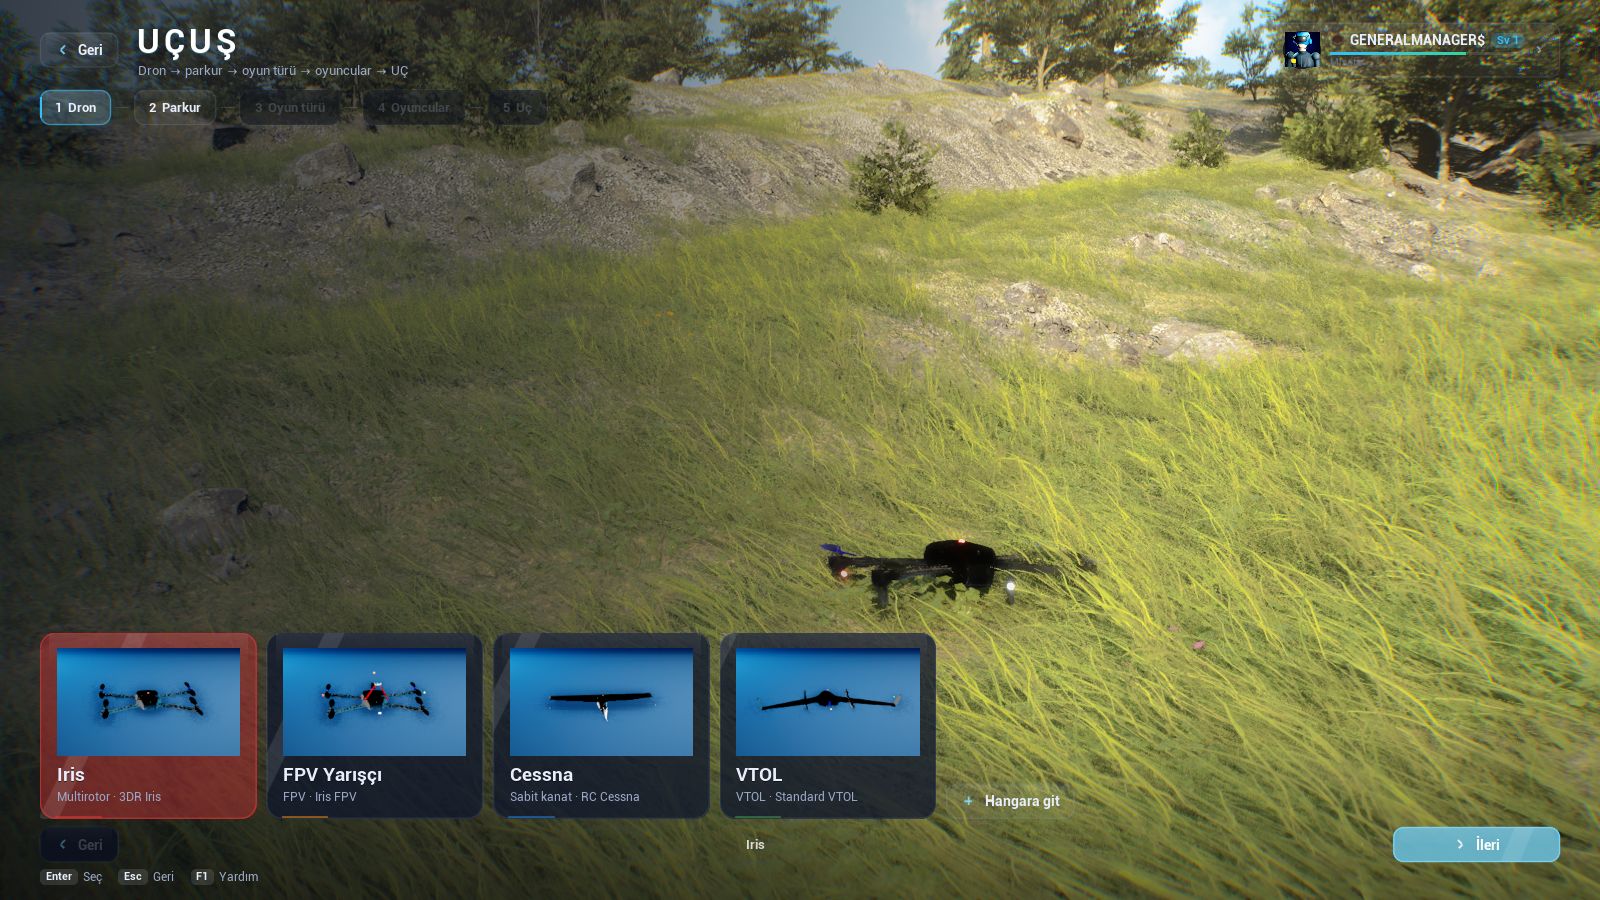 Geri
UÇUŞ
Dron → parkur → oyun türü → oyuncular → UÇ
1 Dron
2 Parkur
3 Oyun türü
4 Oyuncular
5 Uç
GENERALMANAGER$
Sv 1
Iris
Multirotor · 3DR Iris
FPV Yarışçı
FPV · Iris FPV
Cessna
Sabit kanat · RC Cessna
VTOL
VTOL · Standard VTOL
+ Hangara git
Geri
Iris
İleri
Enter Seç Esc Geri F1 Yardım